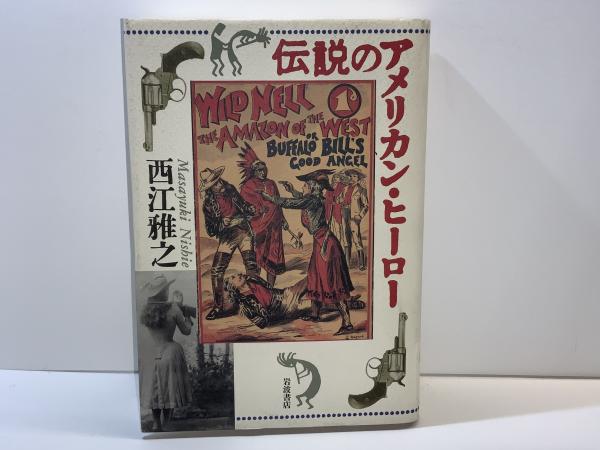 伝説の
アメリカン・ヒーロー
WILD NELL
THE AMAZON OF THE WEST
OR
BUFFALO BILL'S
GOOD ANGEL
1
西江雅之
Masayuki Nishie
岩波書店